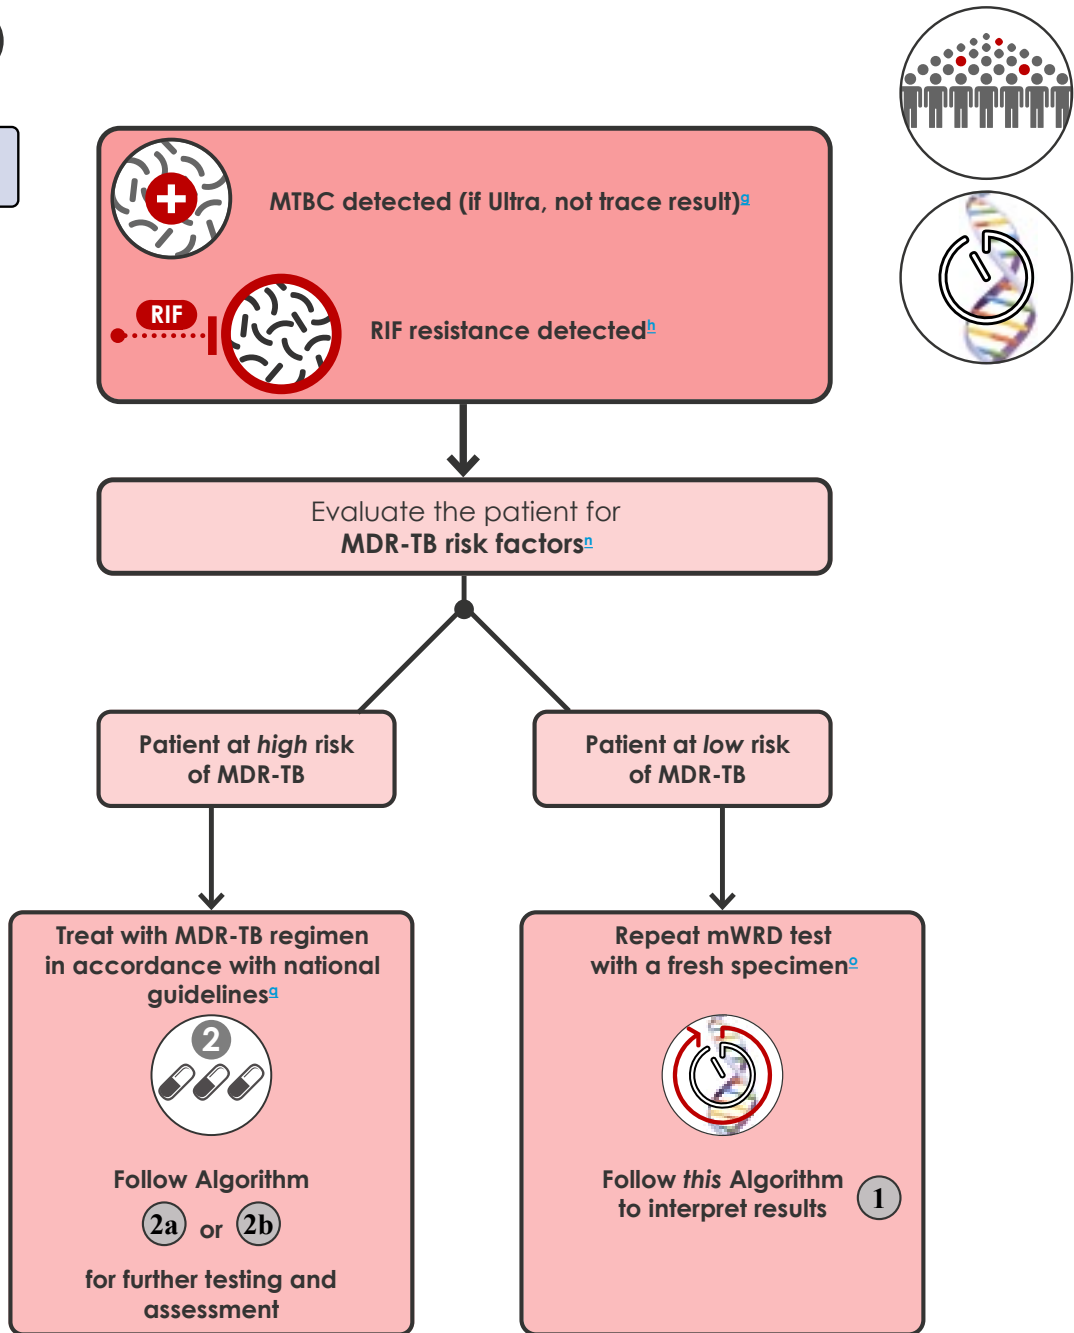 MTBC detected (if Ultra, not trace result)g
RIF
RIF resistance detectedh
Evaluate the patient for
MDR-TB risk factorsn
Patient at high risk
of MDR-TB
Patient at low risk
of MDR-TB
Treat with MDR-TB regimen
in accordance with national
guidelinesq
2
Follow Algorithm
2a or 2b
for further testing and
assessment
Repeat mWRD test
with a fresh specimeno
Follow this Algorithm
to interpret results 1